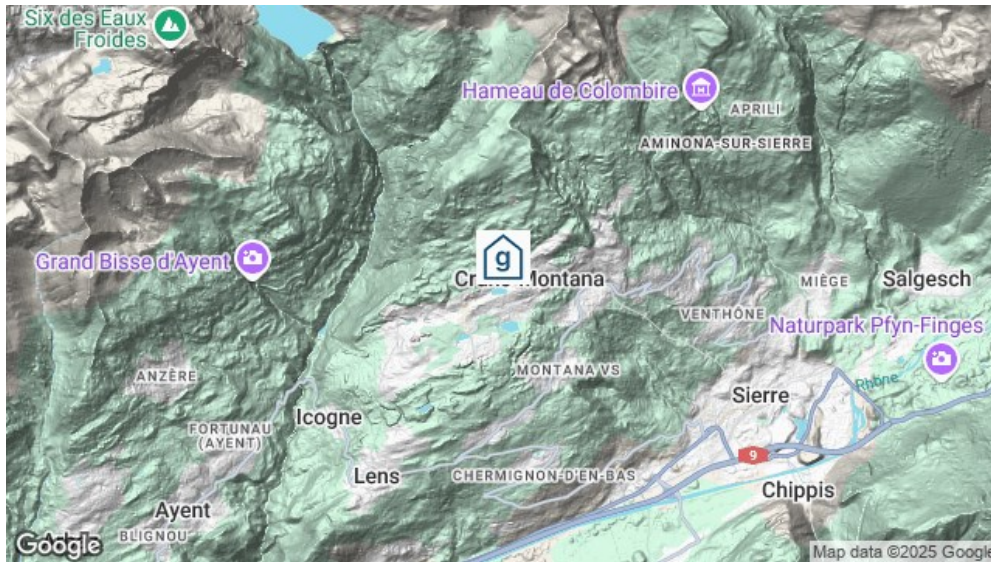 Six des Eaux
Froides
Hameau de Colombire
APRILI
AMINONA-SUR-SIERRE
Grand Bisse d'Ayent
g
Montana
MIÈGE
Salgesch
VENTHÔNE
Naturpark Pfyn-Finges
MONTANA VS
ANZÈRE
Rhône
Sierre
Icogne
FORTUNAU
(AYENT)
9
Lens
CHERMIGNON-D'EN-BAS
Chippis
Ayent
BLIGNOU
Google
Map data ©2025 Google